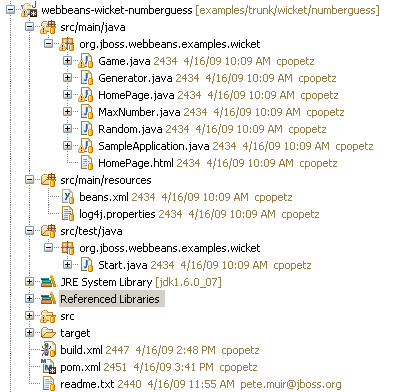 webbeans-wicket-numberguess [examples/trunk/wicket/numberguess]
src/main/java
org.jboss.webbeans.examples.wicket
Game.java 2434 4/16/09 10:09 AM cpopetz
Generator.java 2434 4/16/09 10:09 AM cpopetz
HomePage.java 2434 4/16/09 10:09 AM cpopetz
MaxNumber.java 2434 4/16/09 10:09 AM cpopetz
Random.java 2434 4/16/09 10:09 AM cpopetz
SampleApplication.java 2434 4/16/09 10:09 AM cpopetz
HomePage.html 2434 4/16/09 10:09 AM cpopetz
src/main/resources
beans.xml 2434 4/16/09 10:09 AM cpopetz
log4j.properties 2434 4/16/09 10:09 AM cpopetz
src/test/java
org.jboss.webbeans.examples.wicket
Start.java 2434 4/16/09 10:09 AM cpopetz
JRE System Library [jdk1.6.0_07]
Referenced Libraries
src
target
build.xml 2447 4/16/09 2:48 PM cpopetz
pom.xml 2451 4/16/09 3:41 PM cpopetz
readme.txt 2440 4/16/09 11:55 AM pete.muir@jboss.org